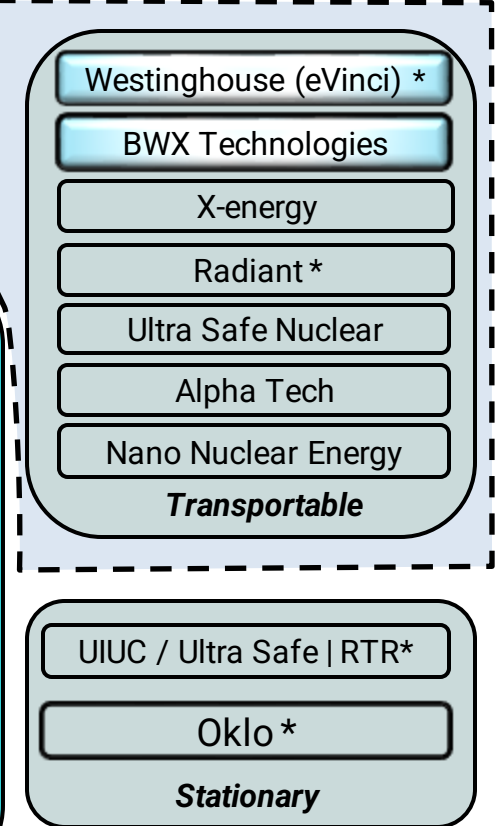 Westinghouse (eVinci) *
BWX Technologies
X-energy
Radiant *
Ultra Safe Nuclear
Alpha Tech
Nano Nuclear Energy
Transportable
UIUC / Ultra Safe | RTR*
Oklo *
Stationary